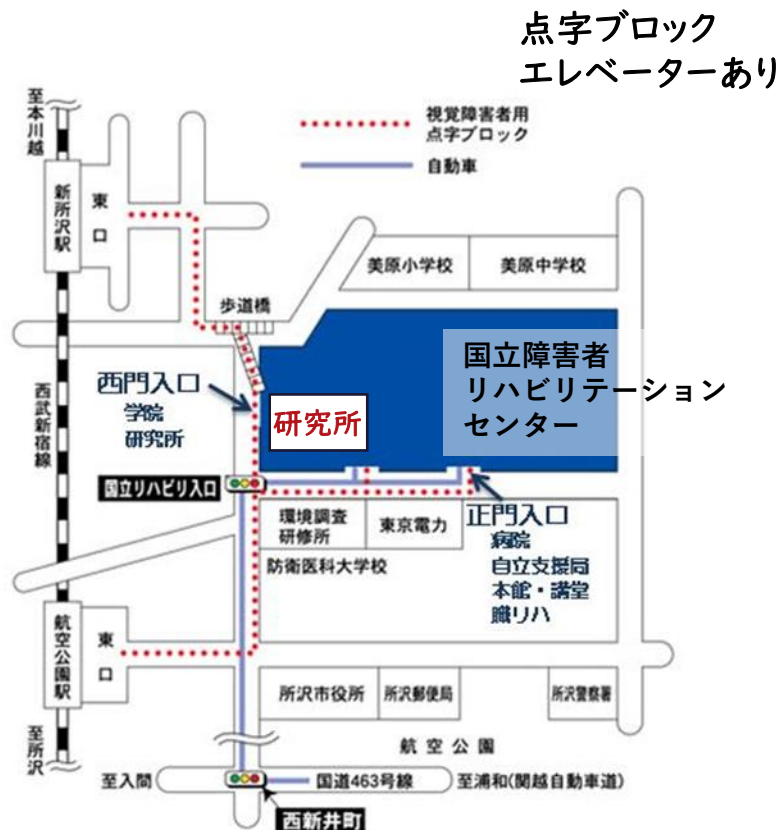 点字ブロック
エレベーターあり
至本川越
視覚障害者用
点字ブロック
自動車
新所沢駅
東口
美原小学校
美原中学校
歩道橋
国立障害者
リハビリテーション
センター
西門入口
学院
研究所
研究所
西武新宿線
国立リハビリ入口
環境調査
研修所
東京電力
正門入口
病院
自立支援局
本館・講堂
職リハ
防衛医科大学校
航空公園駅
東口
所沢市役所
所沢郵便局
所沢警察署
至所沢
航空公園
至入間
国道463号線
至浦和(関越自動車道)
西新井町